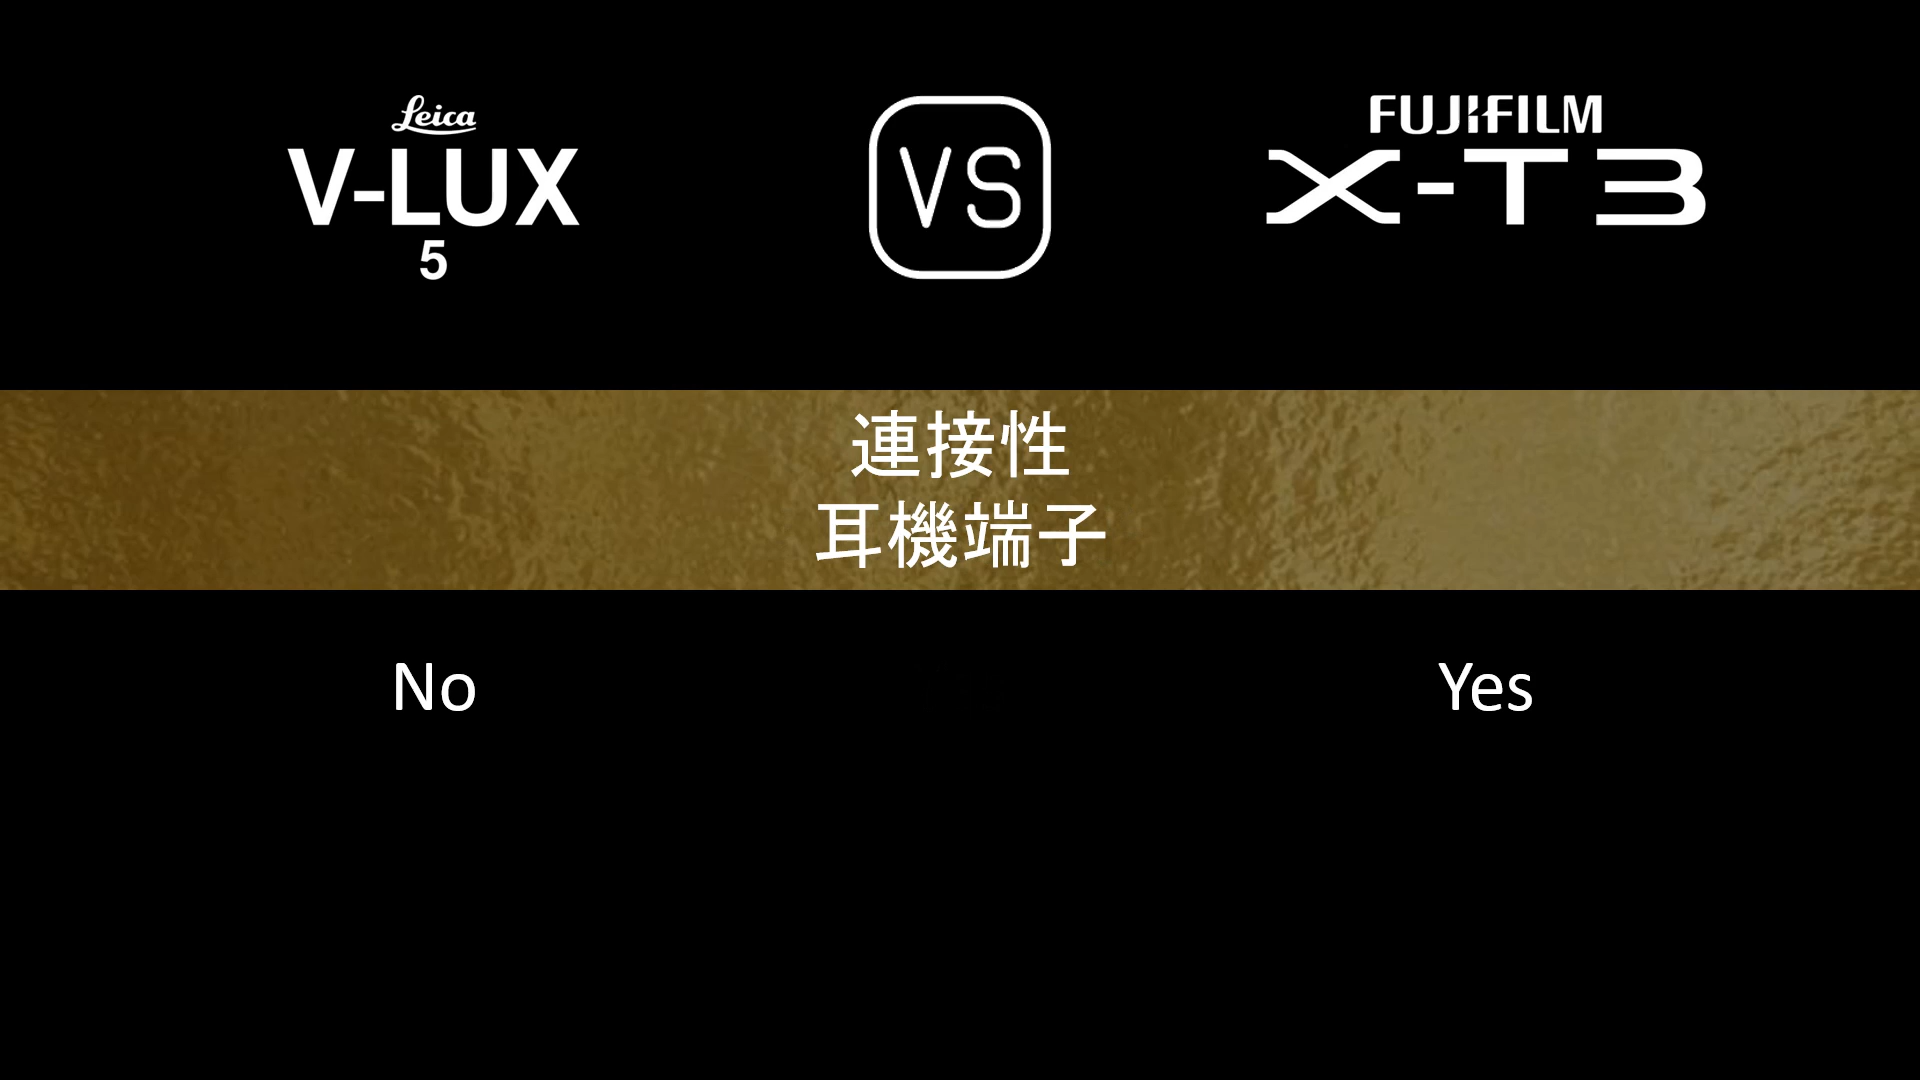 Leica
V-LUX
5
VS
FUJIFILM
X-T3
連接性
耳機端子
No
Yes